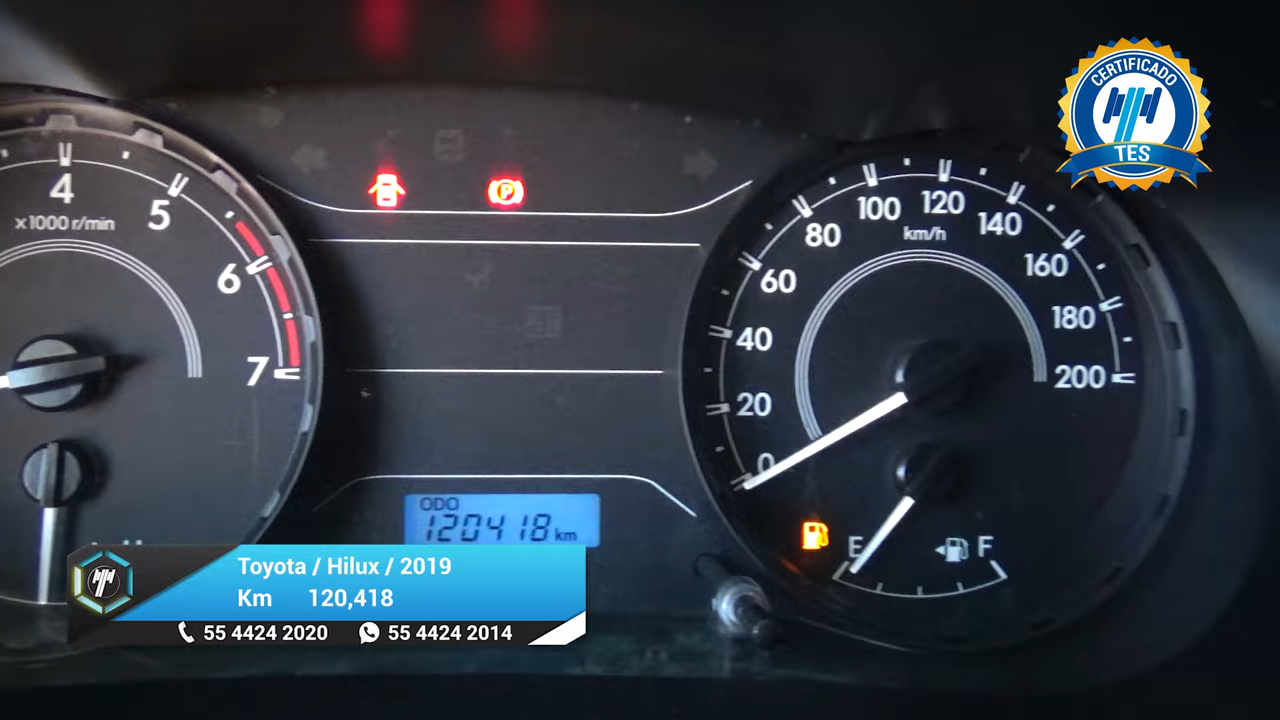 CERTIFICADO
TES
4
5
6
7
x1000 r/min
P
0
20
40
60
80
100
120
140
160
180
200
km/h
E
F
ODO
120418 km
Toyota / Hilux / 2019
Km 120,418
55 4424 2020 55 4424 2014